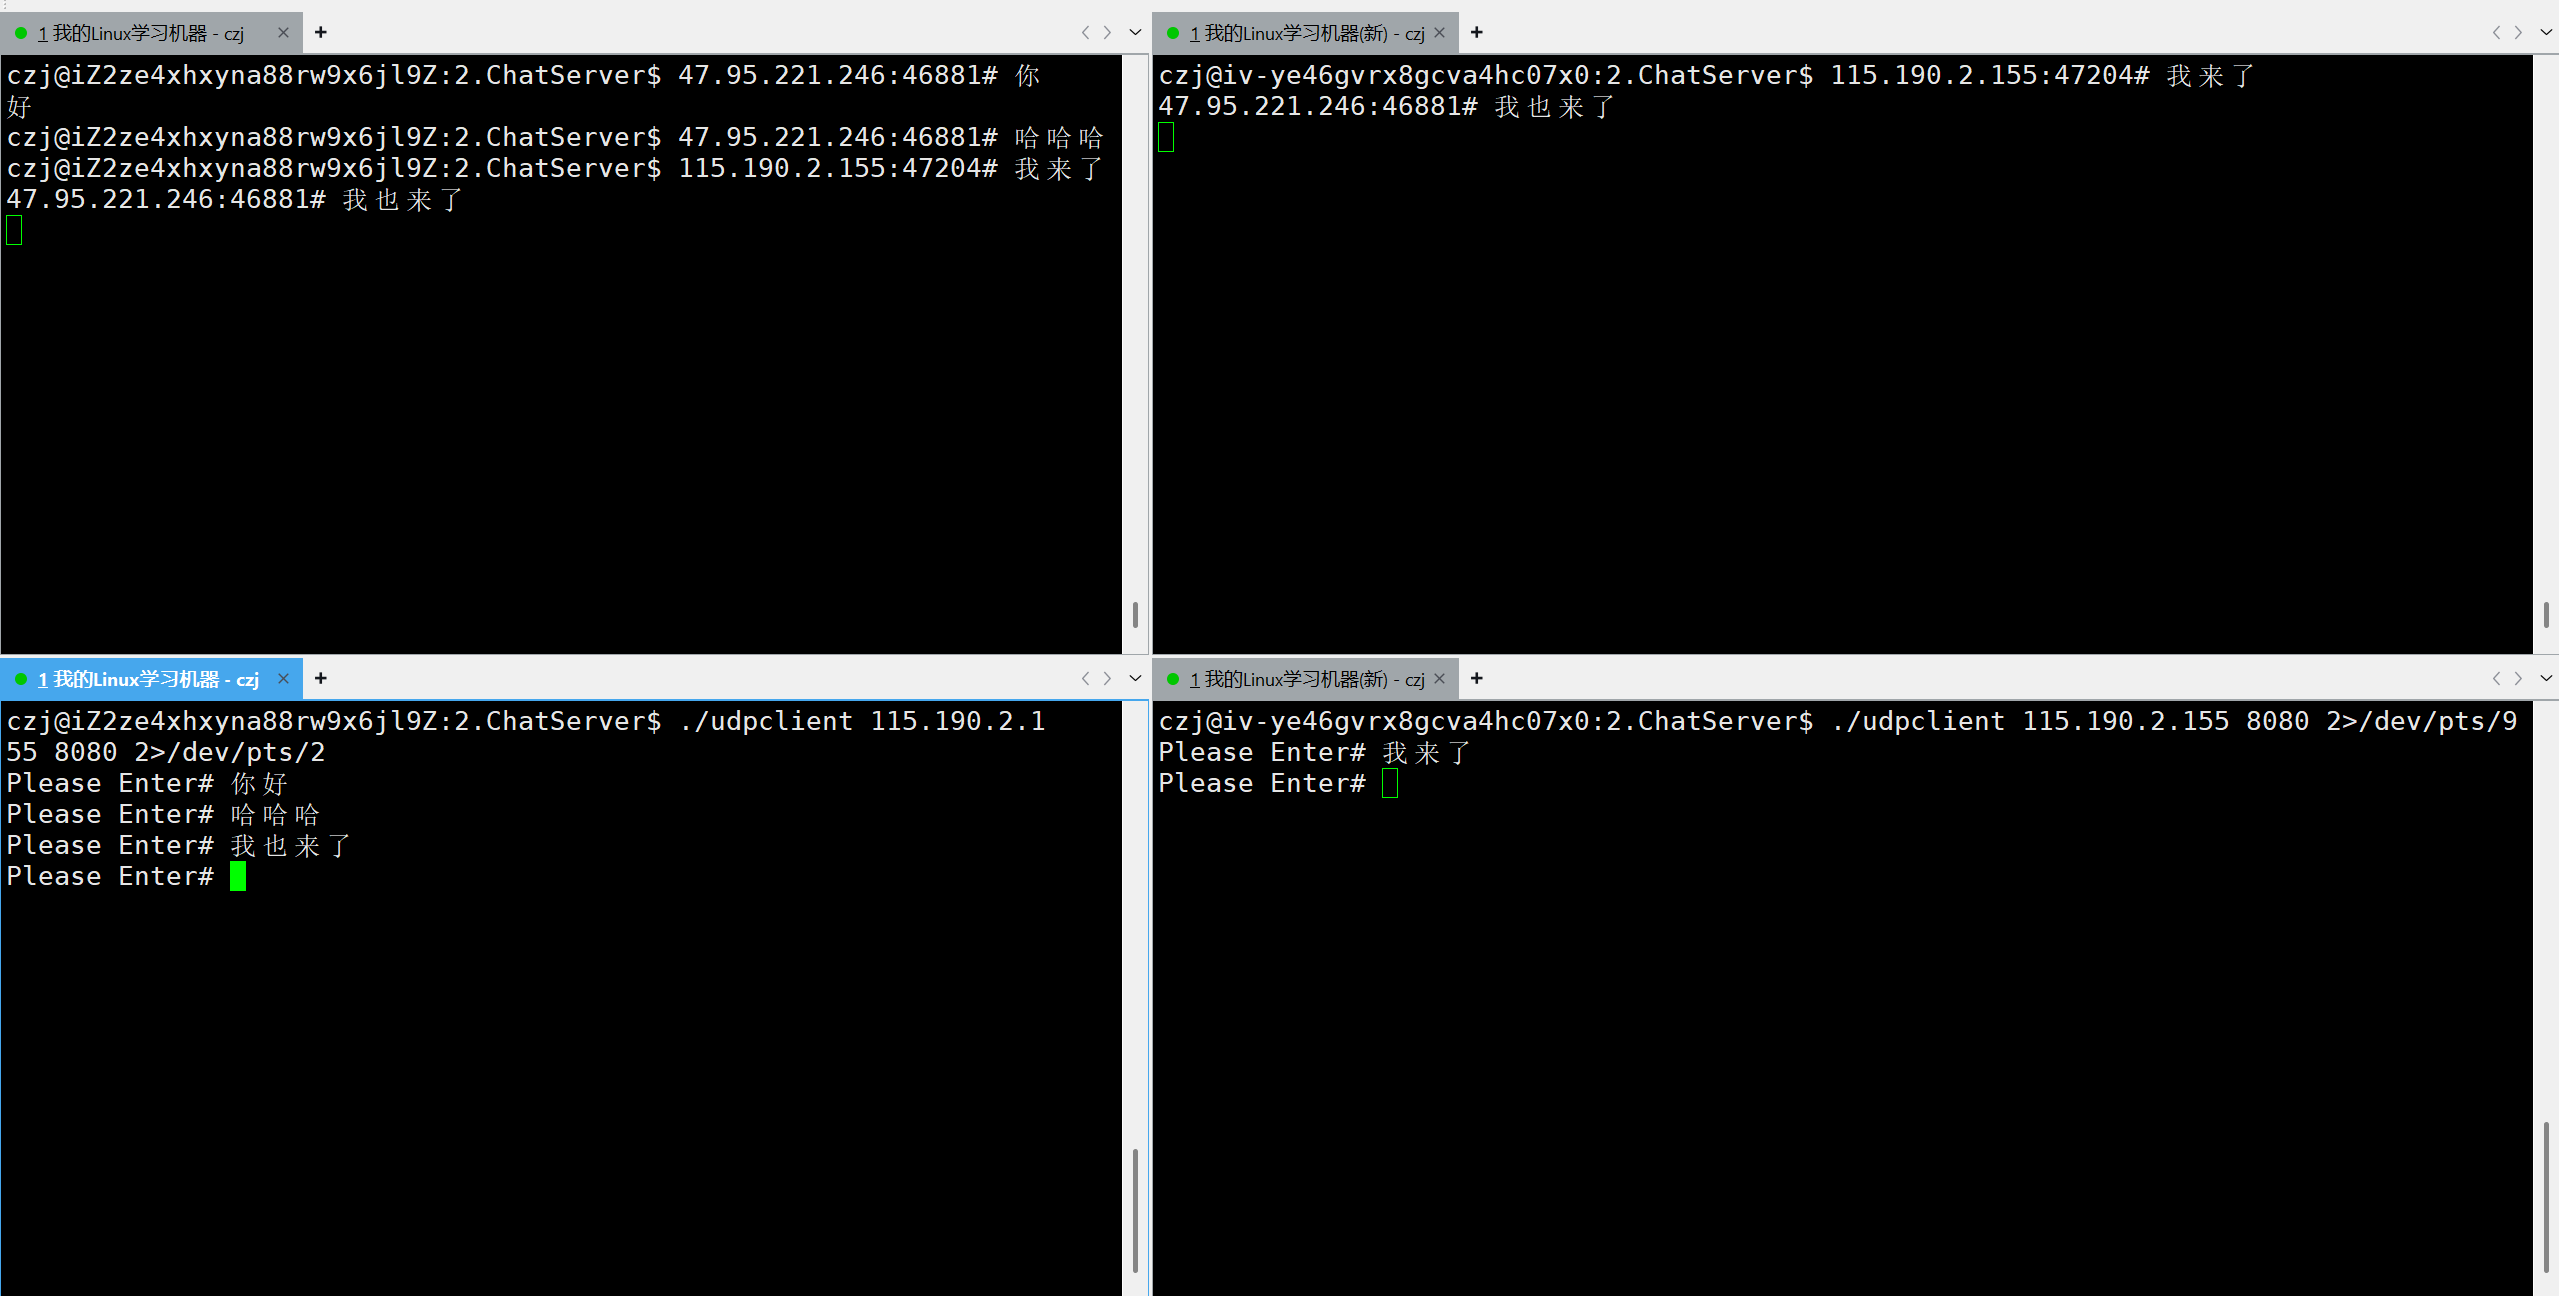 1 我的Linux学习机器 - czj
czj@iZ2ze4xhxyna88rw9x6jl9Z:2.ChatServer$ 47.95.221.246:46881# 你
好
czj@iZ2ze4xhxyna88rw9x6jl9Z:2.ChatServer$ 47.95.221.246:46881# 哈哈哈
czj@iZ2ze4xhxyna88rw9x6jl9Z:2.ChatServer$ 115.190.2.155:47204# 我来了
47.95.221.246:46881# 我也来了
1 我的Linux学习机器(新) - czj
czj@iv-ye46gvrx8gcva4hc07x0:2.ChatServer$ 115.190.2.155:47204# 我来了
47.95.221.246:46881# 我也来了
1 我的Linux学习机器 - czj
czj@iZ2ze4xhxyna88rw9x6jl9Z:2.ChatServer$ ./udpclient 115.190.2.1
55 8080 2>/dev/pts/2
Please Enter# 你好
Please Enter# 哈哈哈
Please Enter# 我也来了
Please Enter#
1 我的Linux学习机器(新) - czj
czj@iv-ye46gvrx8gcva4hc07x0:2.ChatServer$ ./udpclient 115.190.2.155 8080 2>/dev/pts/9
Please Enter# 我来了
Please Enter#